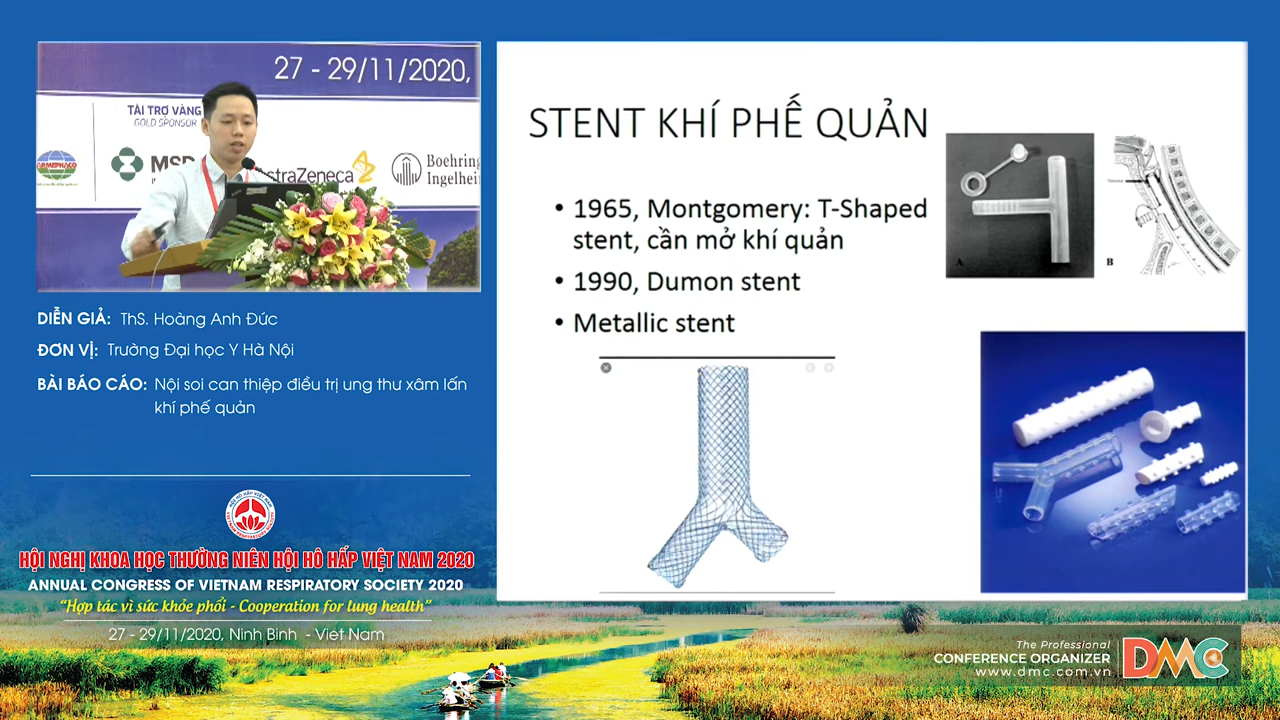 27 - 29/11/2020,
TÀI TRỢ VÀNG
GOLD SPONSOR
ARMEPHACO
MSD
AstraZeneca
Boehring
Ingelheim
DIỄN GIẢ: ThS. Hoàng Anh Đức
ĐƠN VỊ: Trường Đại học Y Hà Nội
BÀI BÁO CÁO: Nội soi can thiệp điều trị ung thư xâm lấn
khí phế quản
HỘI NGHỊ KHOA HỌC THƯỜNG NIÊN HỘI HÔ HẤP VIỆT NAM 2020
ANNUAL CONGRESS OF VIETNAM RESPIRATORY SOCIETY 2020
“Hợp tác vì sức khỏe phổi - Cooperation for lung health”
27 - 29/11/2020, Ninh Bình - Viet Nam
STENT KHÍ PHẾ QUẢN
• 1965, Montgomery: T-Shaped
stent, cần mở khí quản
• 1990, Dumon stent
• Metallic stent
A
B
The Professional
CONFERENCE ORGANIZER
www.dmc.com.vn
DMC